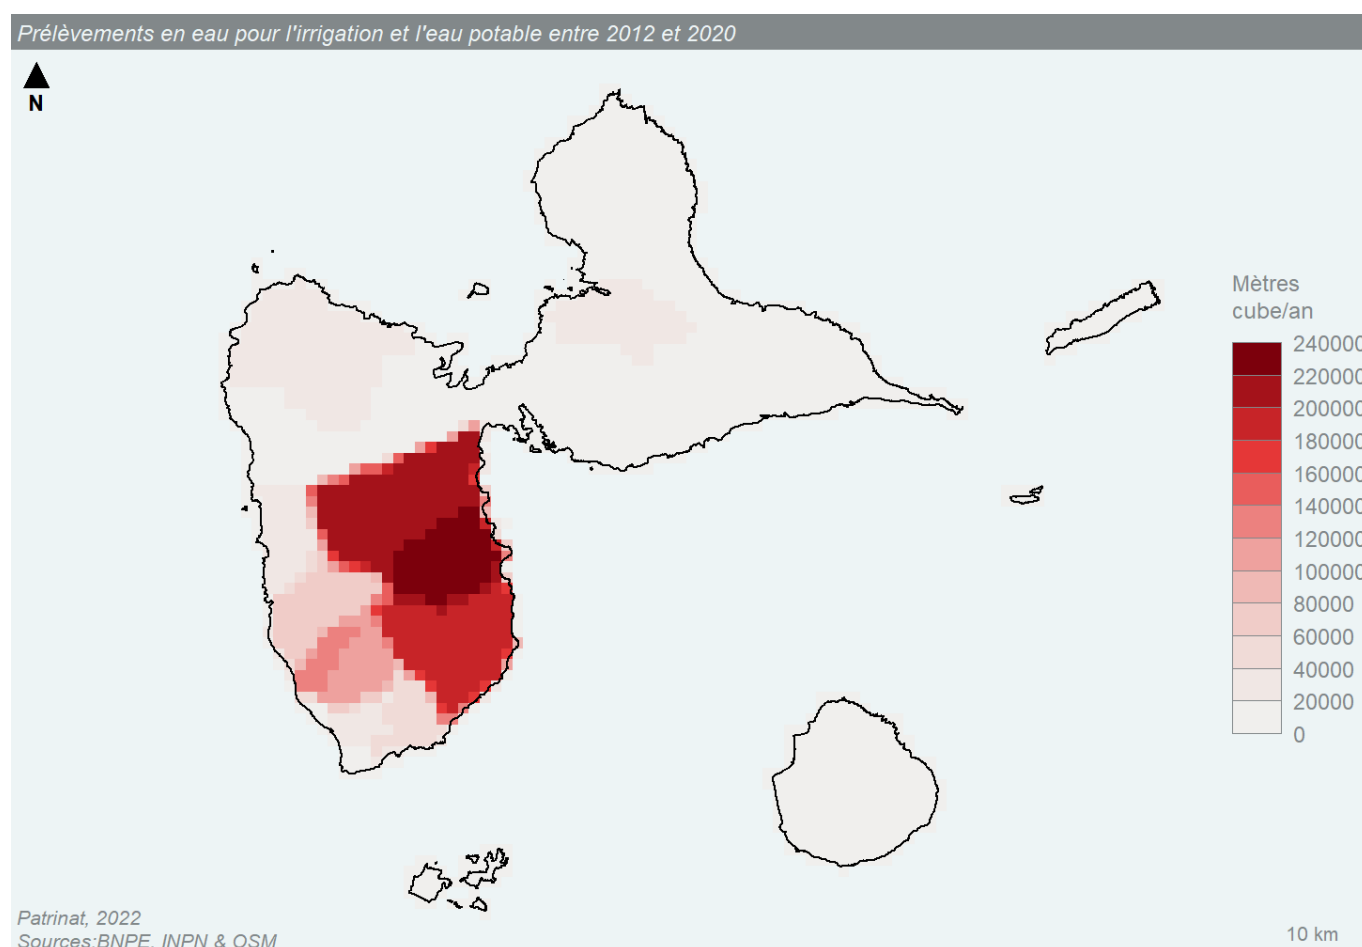 Prélèvements en eau pour l'irrigation et l'eau potable entre 2012 et 2020
N
Mètres
cube/an
240000
220000
200000
180000
160000
140000
120000
100000
80000
60000
40000
20000
0
Patrinat, 2022
Sources:BNPE, INPN & OSM
10 km